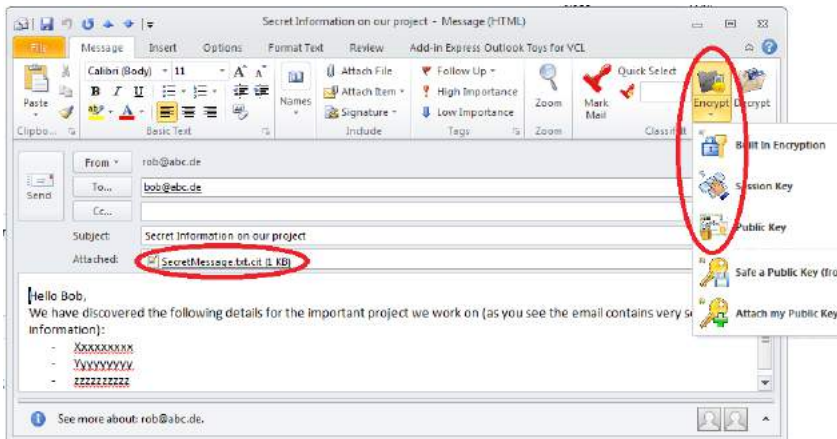 Secret Information on our project - Message (HTML)
File Message Insert Options Format Text Review Add-in Express Outlook Toys for VCL
Calibri (Body) 11 Attach File Follow Up Quick Select
Paste B I U Names Attach Item High Importance Zoom Mark Mail Encrypt Decrypt
Signature Low Importance
Clipbo... Basic Text Include Tags Zoom
Built In Encryption
Session Key
Public Key
Safe a Public Key (fro
Attach my Public Key
From rob@abc.de
Send To... bob@abc.de
Cc...
Subject: Secret Information on our project
Attached: SecretMessage.txt.cit (1 KB)
Hello Bob,
We have discovered the following details for the important project we work on (as you see the email contains very s
information):
- Xxxxxxxxx
- Yyyyyyyyy
- zzzzzzzzzz
See more about: rob@abc.de.